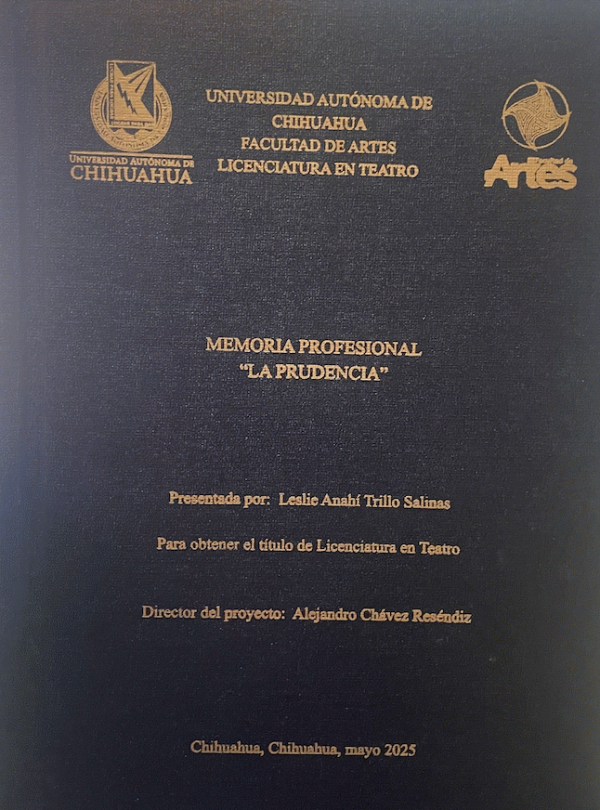 UNIVERSIDAD AUTÓNOMA DE
CHIHUAHUA
FACULTAD DE ARTES
LICENCIATURA EN TEATRO
UNIVERSIDAD AUTÓNOMA DE
CHIHUAHUA
Artes
MEMORIA PROFESIONAL
“LA PRUDENCIA”
Presentada por: Leslie Anahí Trillo Salinas
Para obtener el título de Licenciatura en Teatro
Director del proyecto: Alejandro Chávez Reséndiz
Chihuahua, Chihuahua, mayo 2025